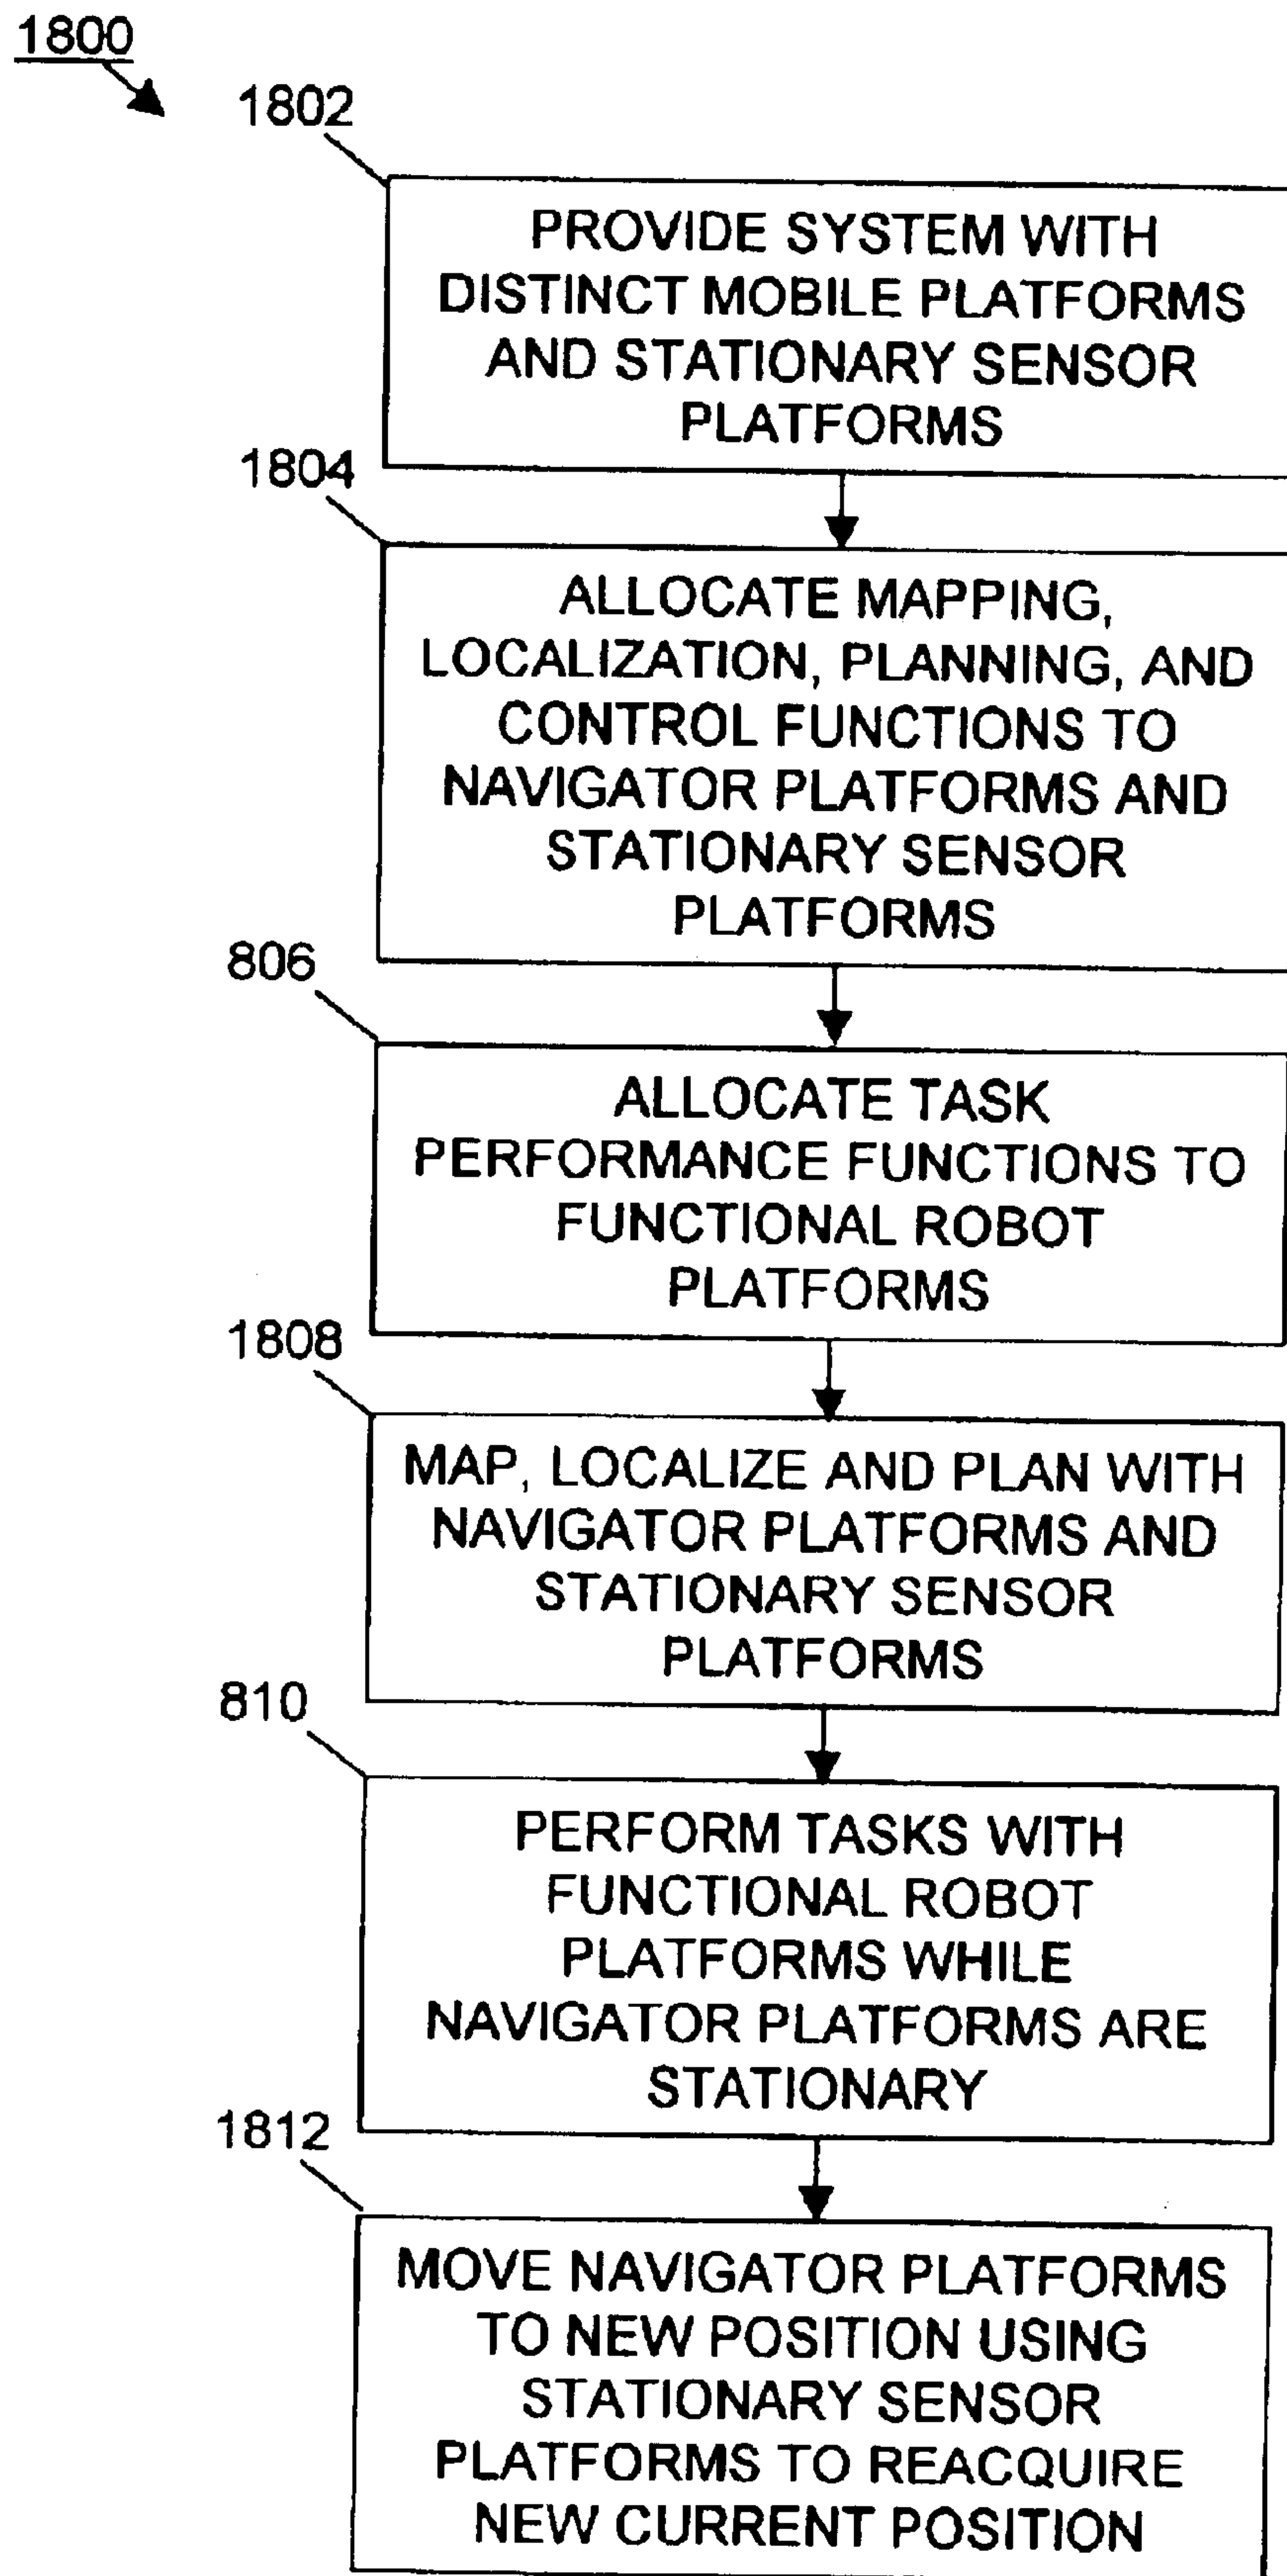 1800
1802
PROVIDE SYSTEM WITH
DISTINCT MOBILE PLATFORMS
AND STATIONARY SENSOR
PLATFORMS
1804
ALLOCATE MAPPING,
LOCALIZATION, PLANNING, AND
CONTROL FUNCTIONS TO
NAVIGATOR PLATFORMS AND
STATIONARY SENSOR
PLATFORMS
806
ALLOCATE TASK
PERFORMANCE FUNCTIONS TO
FUNCTIONAL ROBOT
PLATFORMS
1808
MAP, LOCALIZE AND PLAN WITH
NAVIGATOR PLATFORMS AND
STATIONARY SENSOR
PLATFORMS
810
PERFORM TASKS WITH
FUNCTIONAL ROBOT
PLATFORMS WHILE
NAVIGATOR PLATFORMS ARE
STATIONARY
1812
MOVE NAVIGATOR PLATFORMS
TO NEW POSITION USING
STATIONARY SENSOR
PLATFORMS TO REACQUIRE
NEW CURRENT POSITION